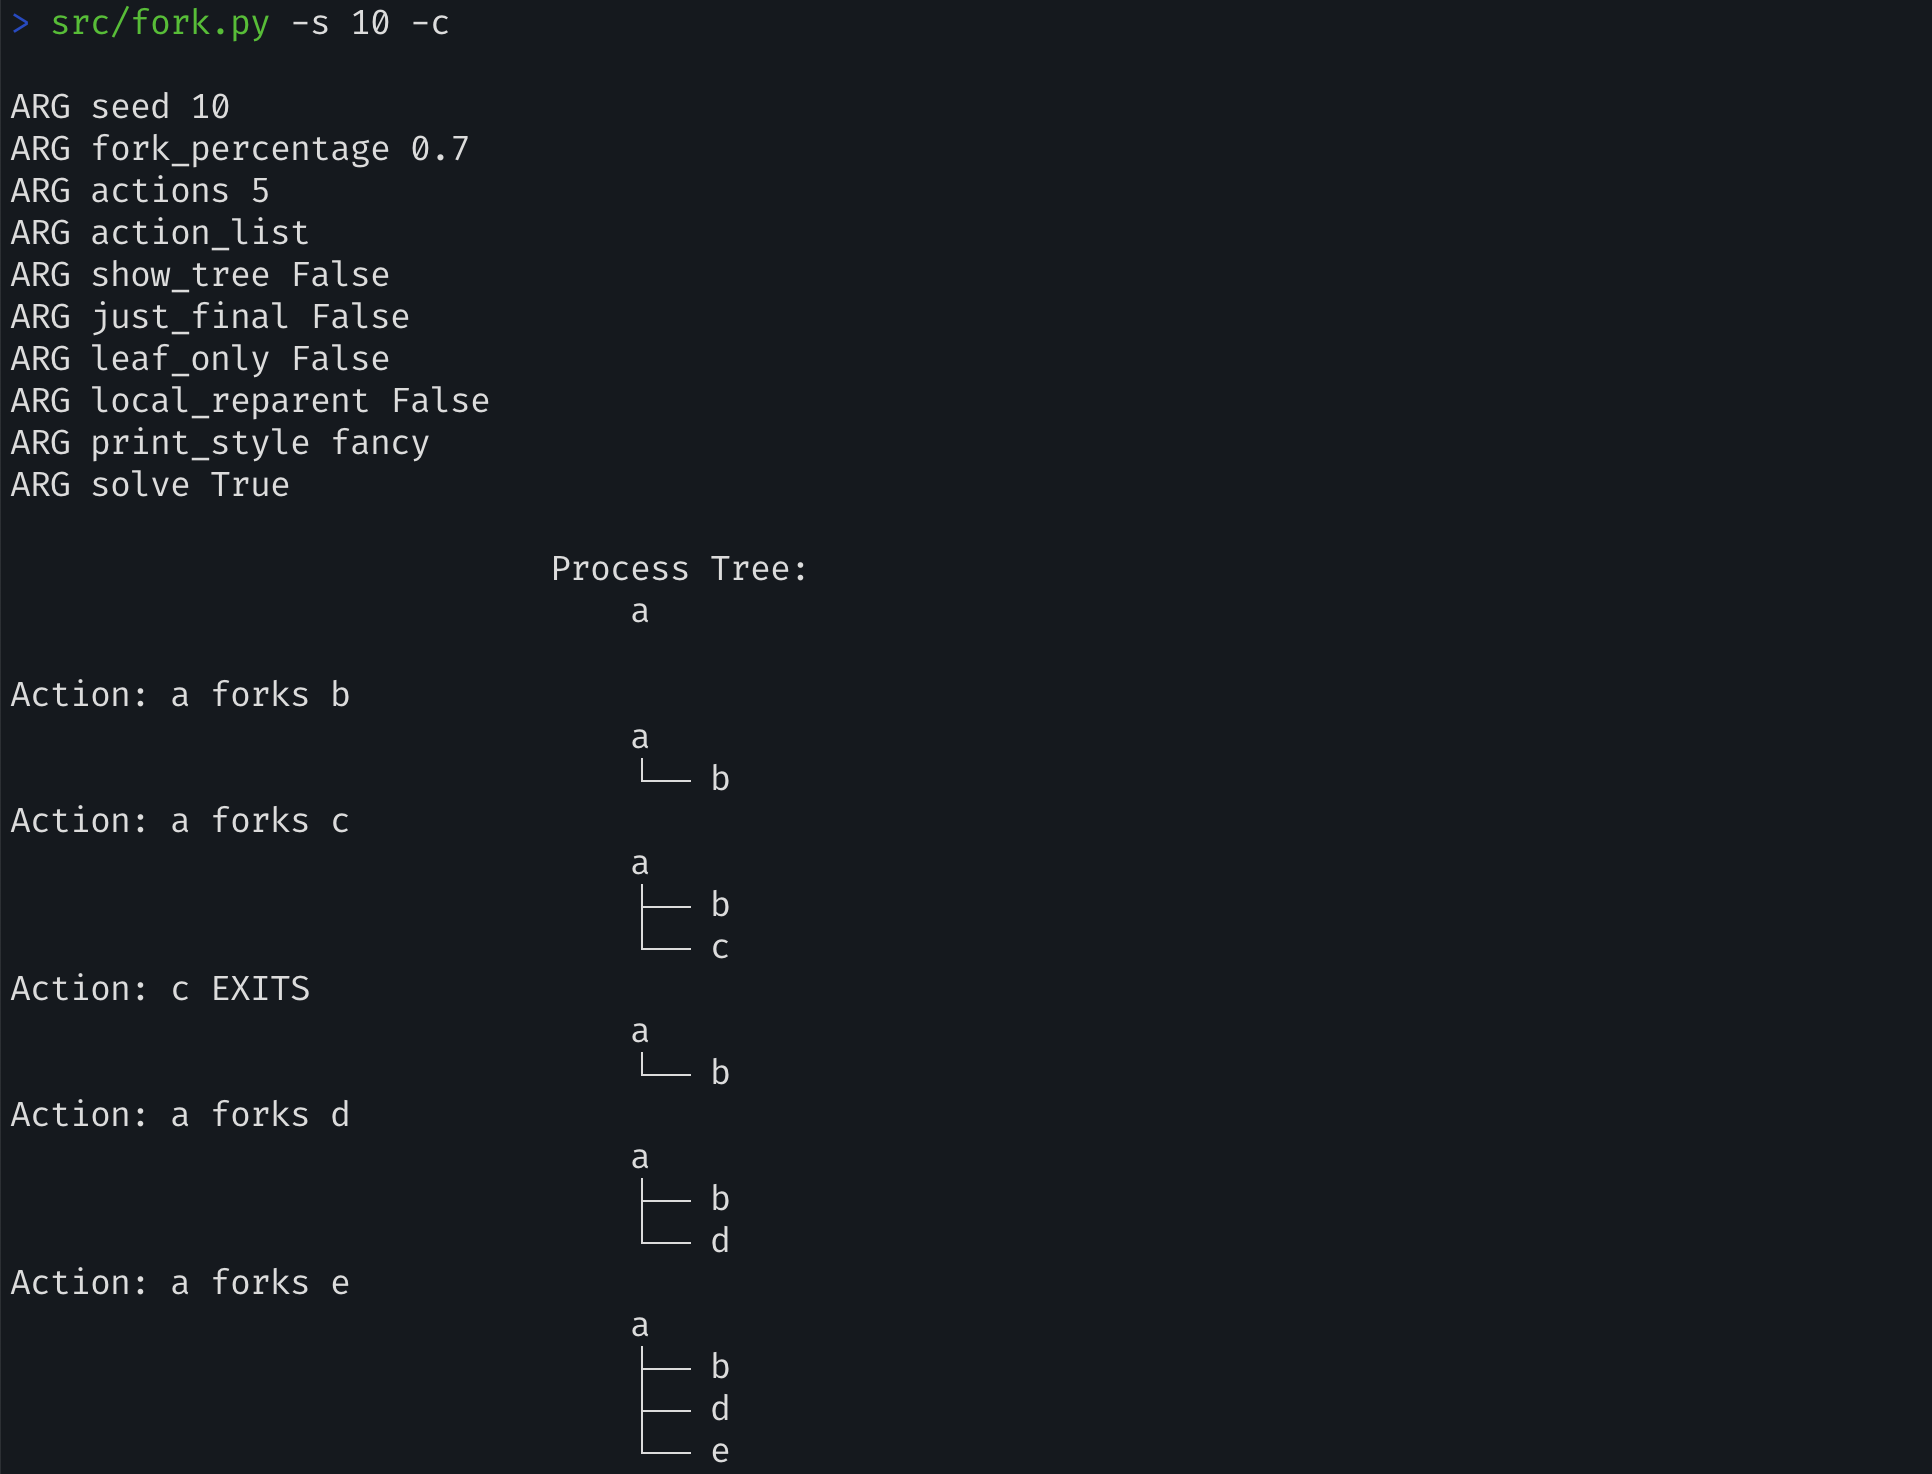 > src/fork.py -s 10 -c

ARG seed 10
ARG fork_percentage 0.7
ARG actions 5
ARG action_list
ARG show_tree False
ARG just_final False
ARG leaf_only False
ARG local_reparent False
ARG print_style fancy
ARG solve True

                           Process Tree:
                               a

Action: a forks b
                               a
                               └── b
Action: a forks c
                               a
                               ├── b
                               └── c
Action: c EXITS
                               a
                               └── b
Action: a forks d
                               a
                               ├── b
                               └── d
Action: a forks e
                               a
                               ├── b
                               ├── d
                               └── e